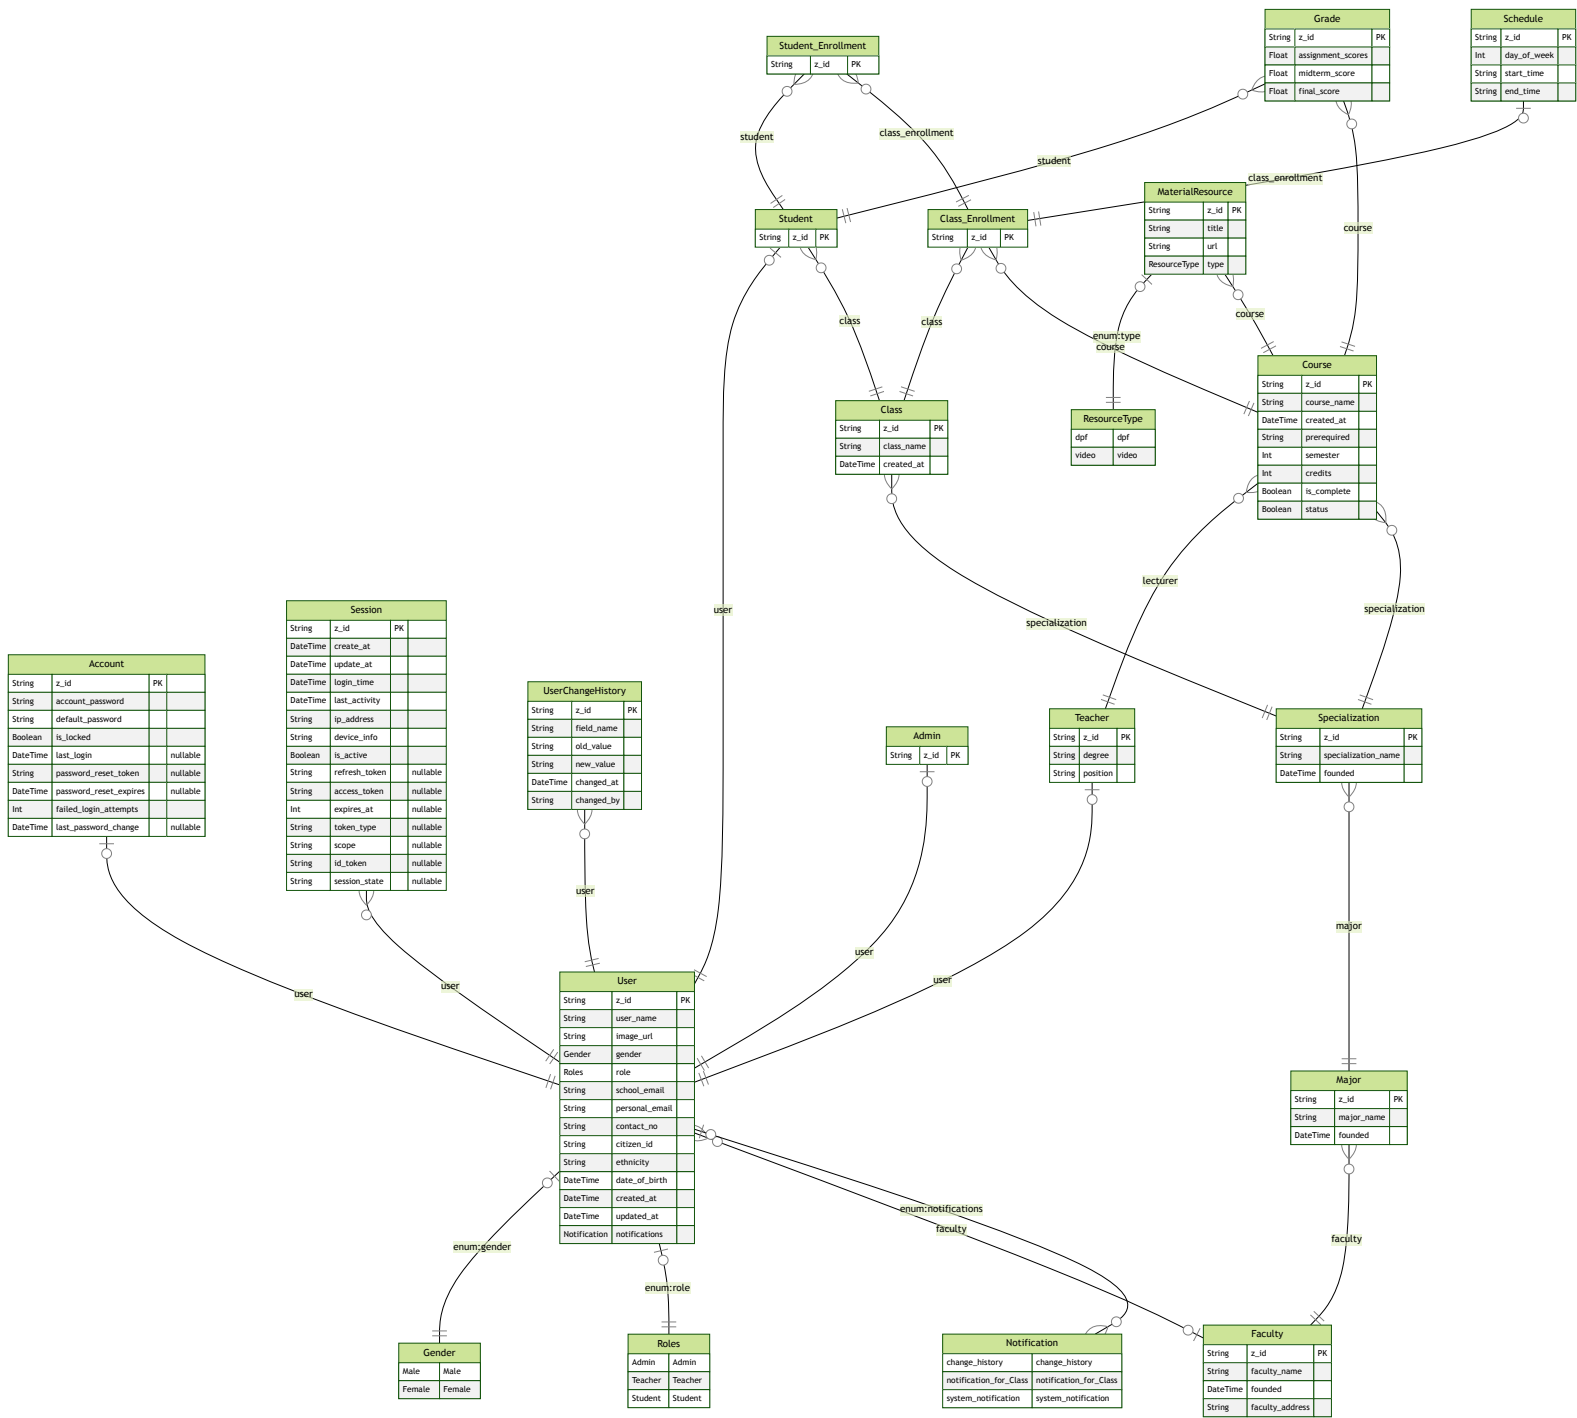 Grade
String z_id PK
Float assignment_scores
Float midterm_score
Float final_score
Schedule
String z_id PK
Int day_of_week
String start_time
String end_time
Student_Enrollment
String z_id PK
student
class_enrollment
student
class_enrollment
course
MaterialResource
String z_id PK
String title
String url
ResourceType type
Student
String z_id PK
Class_Enrollment
String z_id PK
class
class
enum:type
course
course
Course
String z_id PK
String course_name
DateTime created_at
String prerequired
Int semester
Int credits
Boolean is_complete
Boolean status
Class
String z_id PK
String class_name
DateTime created_at
ResourceType
dpf dpf
video video
lecturer
user
specialization
specialization
Session
String z_id PK
DateTime create_at
DateTime update_at
DateTime login_time
DateTime last_activity
String ip_address
String device_info
Boolean is_active
String refresh_token nullable
String access_token nullable
Int expires_at nullable
String token_type nullable
String scope nullable
String id_token nullable
String session_state nullable
Account
String z_id PK
String account_password
String default_password
Boolean is_locked
DateTime last_login nullable
String password_reset_token nullable
DateTime password_reset_expires nullable
Int failed_login_attempts
DateTime last_password_change nullable
UserChangeHistory
String z_id PK
String field_name
String old_value
String new_value
DateTime changed_at
String changed_by
Admin
String z_id PK
Teacher
String z_id PK
String degree
String position
Specialization
String z_id PK
String specialization_name
DateTime founded
user
user
user
user
user
major
User
String z_id PK
String user_name
String image_url
Gender gender
Roles role
String school_email
String personal_email
String contact_no
String citizen_id
String ethnicity
DateTime date_of_birth
DateTime created_at
DateTime updated_at
Notification notifications
Major
String z_id PK
String major_name
DateTime founded
enum:gender
enum:role
enum:notifications
faculty
faculty
Gender
Male Male
Female Female
Roles
Admin Admin
Teacher Teacher
Student Student
Notification
change_history change_history
notification_for_Class notification_for_Class
system_notification system_notification
Faculty
String z_id PK
String faculty_name
DateTime founded
String faculty_address